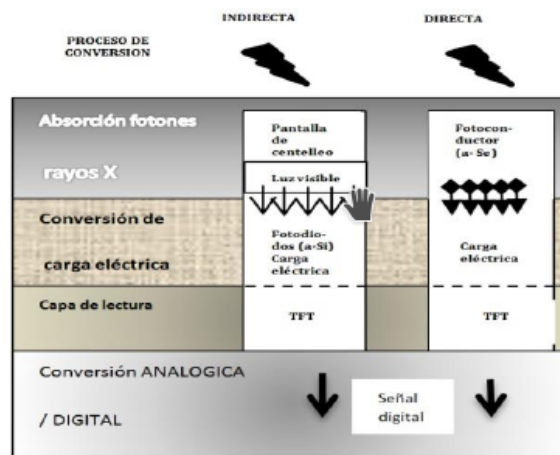 INDIRECTA
DIRECTA
PROCESO DE
CONVERSION
Absorción fotones
rayos X
Pantalla
de
centelleo
Luz visible
Fotocon-
ductor
(a-Se)
Conversión de
carga eléctrica
Fotodio-
dos (a-Si)
Carga
eléctrica
Carga
eléctrica
Capa de lectura
TFT
TFT
Conversión ANALOGICA
/ DIGITAL
Señal
digital